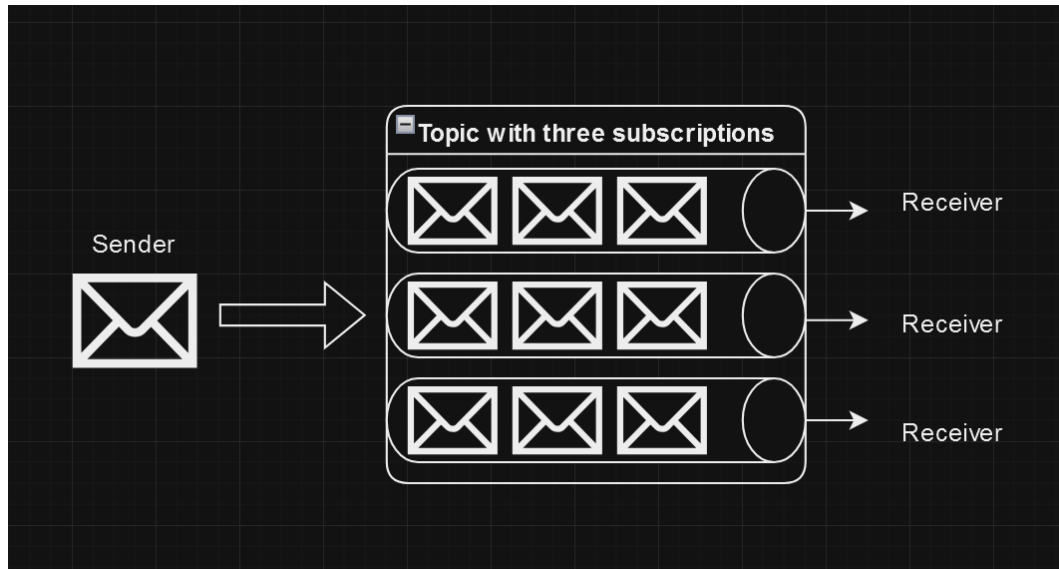 Topic with three subscriptions
Receiver
Sender
Receiver
Receiver